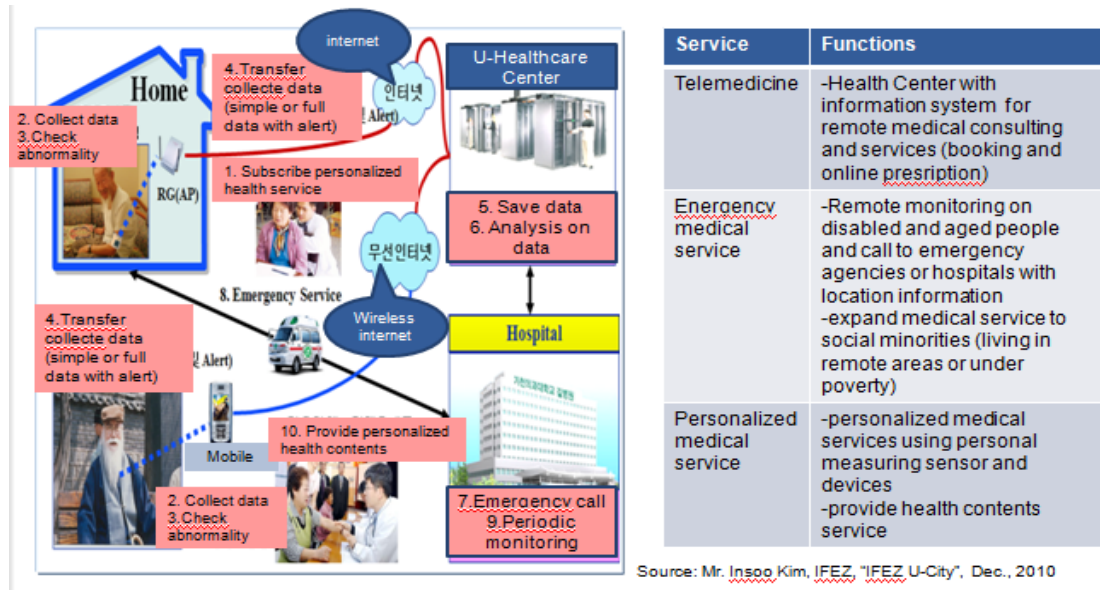 internet
U-Healthcare
Center
4.Transfer
collecte data
(simple or full
data with alert)
인터넷
Alert)
Home
2. Collect data
3.Check
abnormality
RG(AP)
1. Subscribe personalized
health service
5. Save data
6. Analysis on
data
무선인터넷
8. Emergency Service
Wireless
internet
Hospital
4.Transfer
collecte data
(simple or full
data with alert)
및 Alert)
Mobile
10. Provide personalized
health contents
2. Collect data
3.Check
abnormality
7.Emergency call
9.Periodic
monitoring
Service
Functions
Telemedicine
-Health Center with
information system for
remote medical consulting
and services (booking and
online presription)
Energency
medical
service
-Remote monitoring on
disabled and aged people
and call to emergency
agencies or hospitals with
location information
-expand medical service to
social minorities (living in
remote areas or under
poverty)
Personalized
medical
service
-personalized medical
services using personal
measuring sensor and
devices
-provide health contents
service
Source: Mr. Insoo Kim, IFEZ, "IFEZ U-City", Dec., 2010